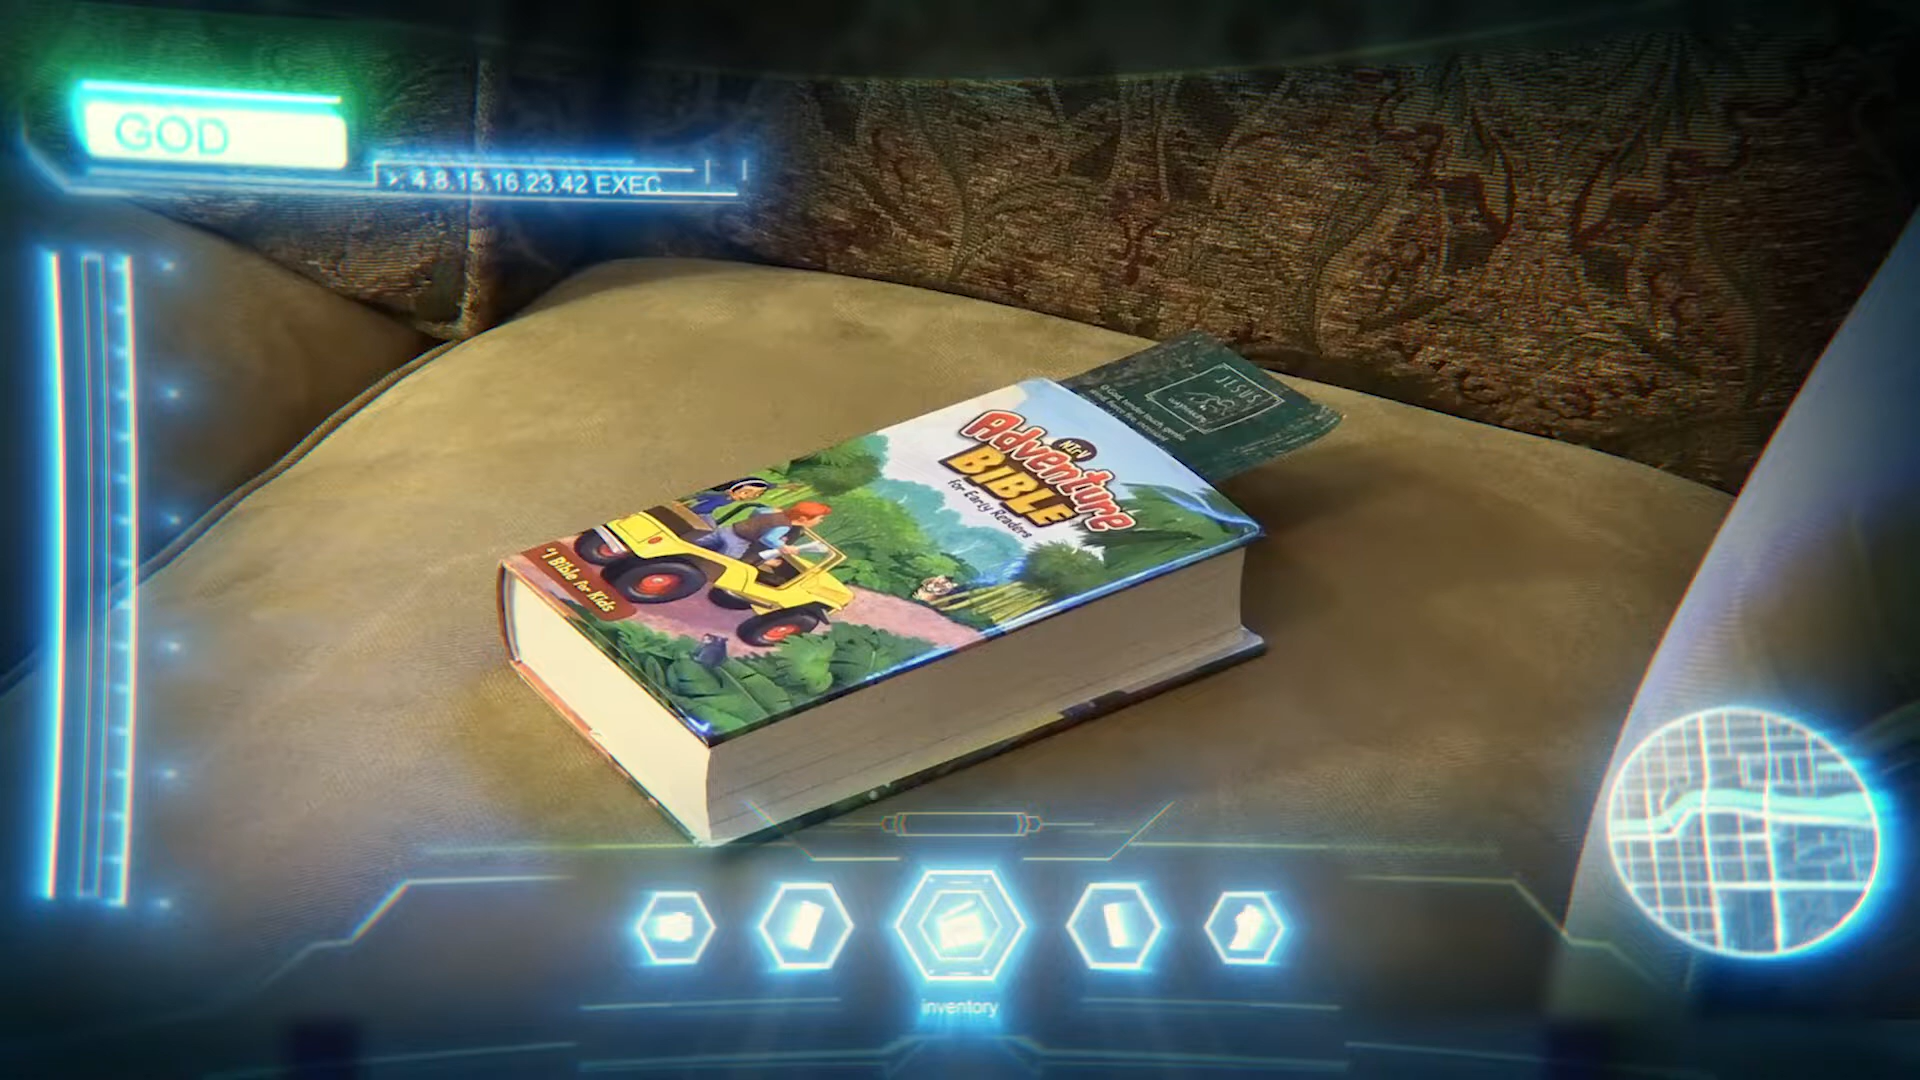 GOD
4.8.15.16.23.42 EXEC
JESUS
NIrV
Adventure
BIBLE
for Early Readers
#1 Bible for Kids
inventory